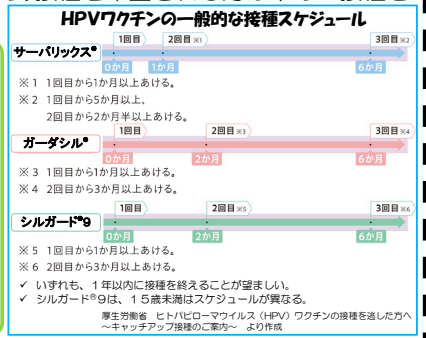 HPVワクチンの一般的な接種スケジュール
サーバリックス®
1回目 2回目 ※1 3回目 ※2
0か月 1か月 6か月
※1 1回目から1か月以上あける。
※2 1回目から5か月以上、
2回目から2か月半以上あける。
ガーダシル®
1回目 2回目 ※3 3回目 ※4
0か月 2か月 6か月
※3 1回目から1か月以上あける。
※4 2回目から3か月以上あける。
シルガード®9
1回目 2回目 ※5 3回目 ※6
0か月 2か月 6か月
※5 1回目から1か月以上あける。
※6 2回目から3か月以上あける。
✓ いずれも、1年以内に接種を終えることが望ましい。
✓ シルガード®9は、15歳未満はスケジュールが異なる。
厚生労働省 ヒトパピローマウイルス(HPV)ワクチンの接種を逃した方へ
~キャッチアップ接種のご案内~ より作成